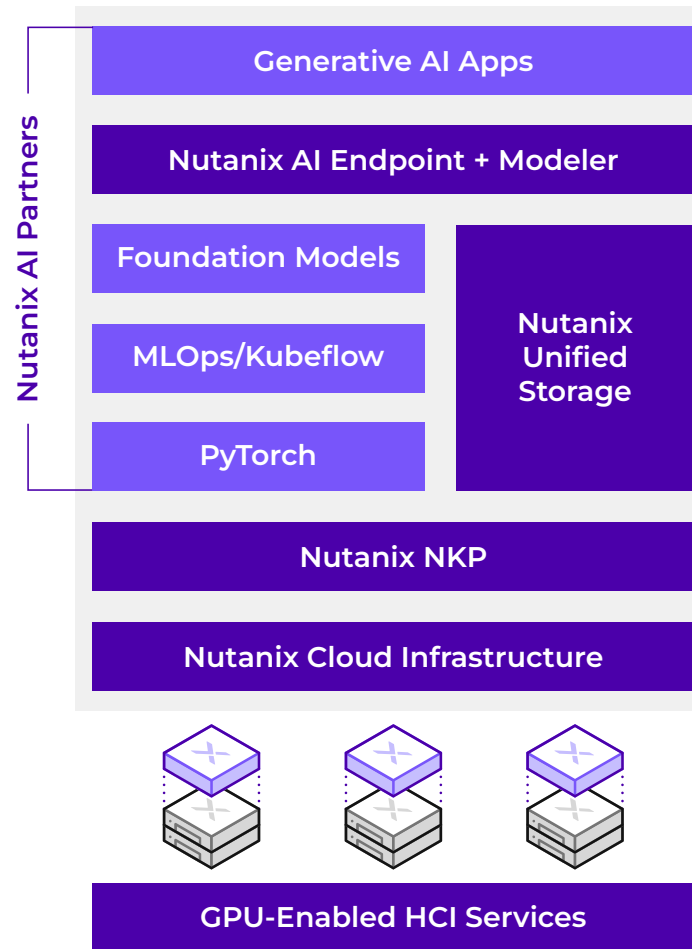 Nutanix AI Partners
Generative AI Apps
Nutanix AI Endpoint + Modeler
Foundation Models
MLOps/Kubeflow
PyTorch
Nutanix
Unified
Storage
Nutanix NKP
Nutanix Cloud Infrastructure
GPU-Enabled HCI Services